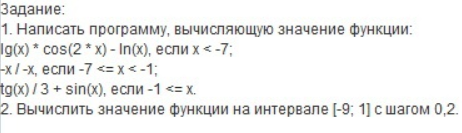 Задание:
1. Написать программу, вычисляющую значение функции:
lg(x) * cos(2 * x) - ln(x), если x < -7;
-x / -x, если -7 <= x < -1;
tg(x) / 3 + sin(x), если -1 <= x.
2. Вычислить значение функции на интервале [-9; 1] с шагом 0,2.